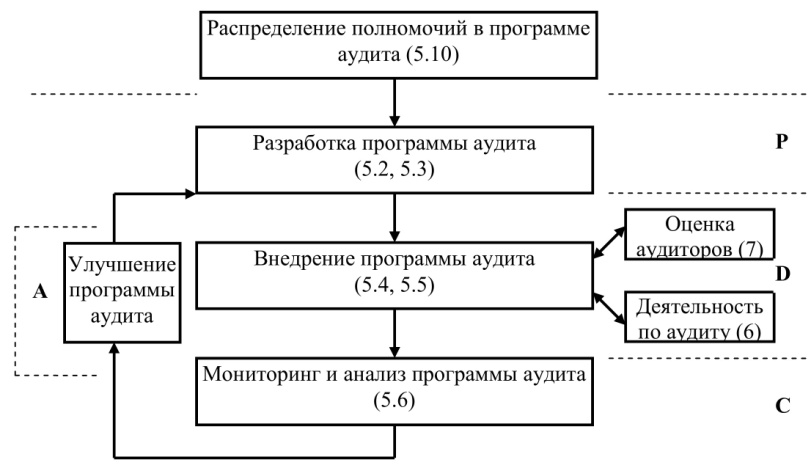 Распределение полномочий в программе
аудита (5.10)
P
Разработка программы аудита
(5.2, 5.3)
Оценка
аудиторов (7)
Улучшение
программы
аудита
A
Внедрение программы аудита
(5.4, 5.5)
D
Деятельность
по аудиту (6)
Мониторинг и анализ программы аудита
(5.6)
C